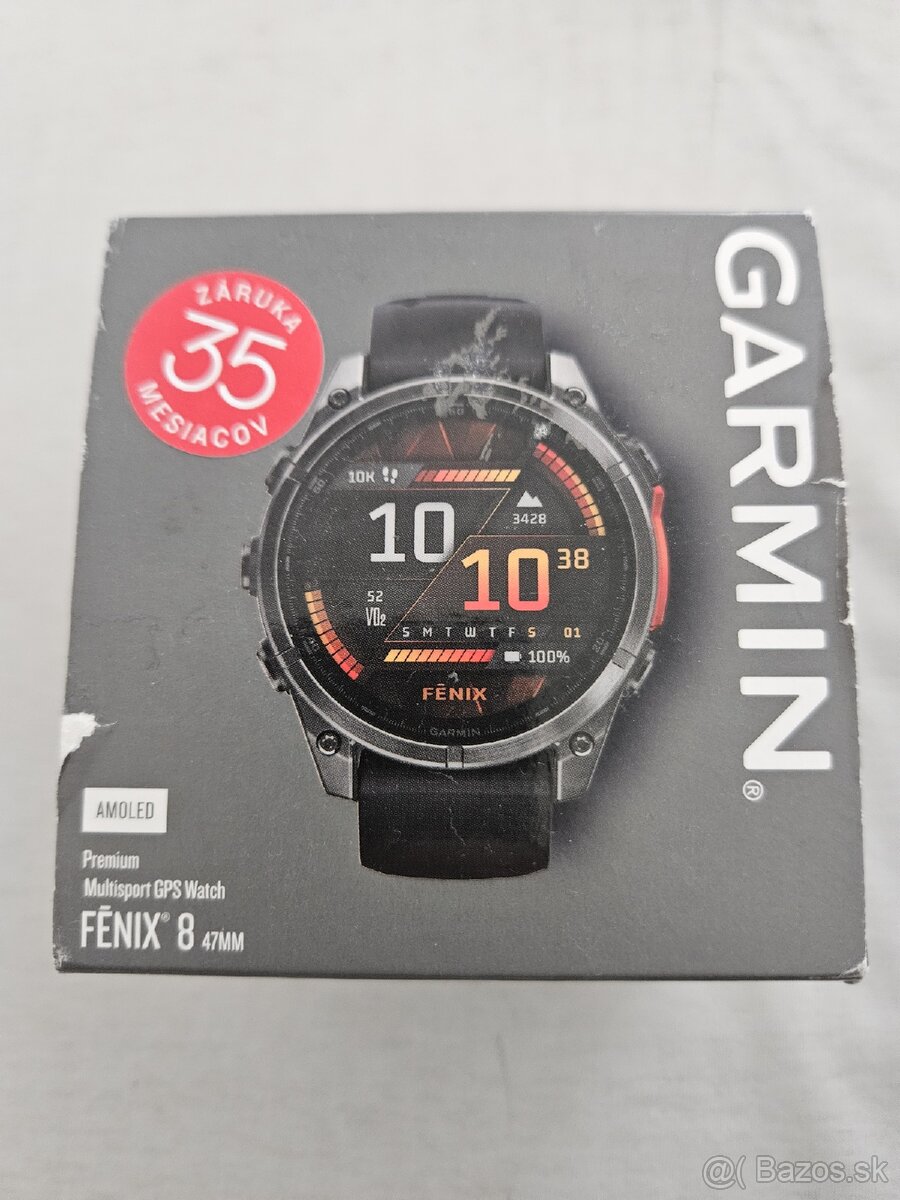 GARMIN®
ZÁRUKA
35
MESIACOV
60
10K
3428
10
10 38
52
VO₂
S M T W T F S 01
100%
FĒNIX
GARMIN
AMOLED
Premium
Multisport GPS Watch
FĒNIX® 8 47MM
@( Bazos.sk